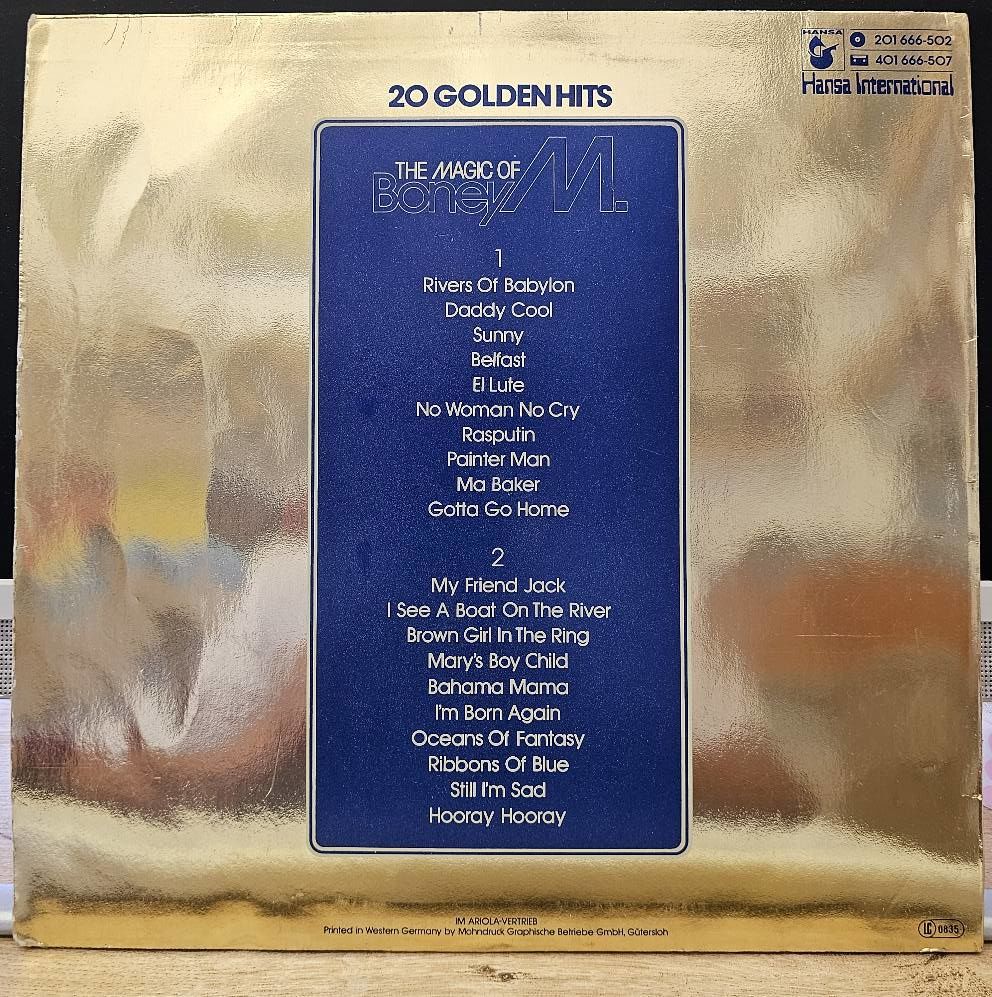 HANSA
201 666-502
401 666-507
Hansa International
20 GOLDEN HITS
THE MAGIC OF
Boney M.
1
Rivers Of Babylon
Daddy Cool
Sunny
Belfast
El Lute
No Woman No Cry
Rasputin
Painter Man
Ma Baker
Gotta Go Home
2
My Friend Jack
I See A Boat On The River
Brown Girl In The Ring
Mary's Boy Child
Bahama Mama
I'm Born Again
Oceans Of Fantasy
Ribbons Of Blue
Still I'm Sad
Hooray Hooray
IM ARIOLA-VERTRIEB
Printed in Western Germany by Mohndruck Graphische Betriebe GmbH, Gütersloh
LC 0835